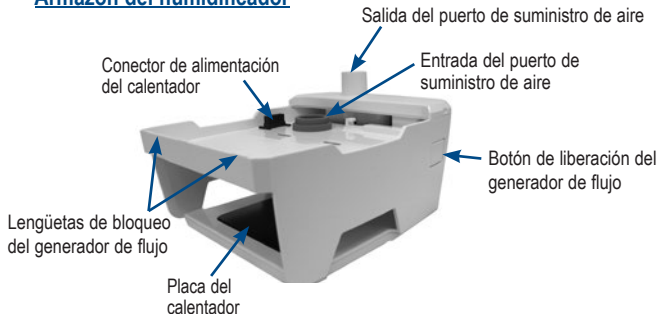 Armazón del humidificador
Salida del puerto de suministro de aire
Conector de alimentación
del calentador
Entrada del puerto de
suministro de aire
Botón de liberación del
generador de flujo
Lengüetas de bloqueo
del generador de flujo
Placa del
calentador